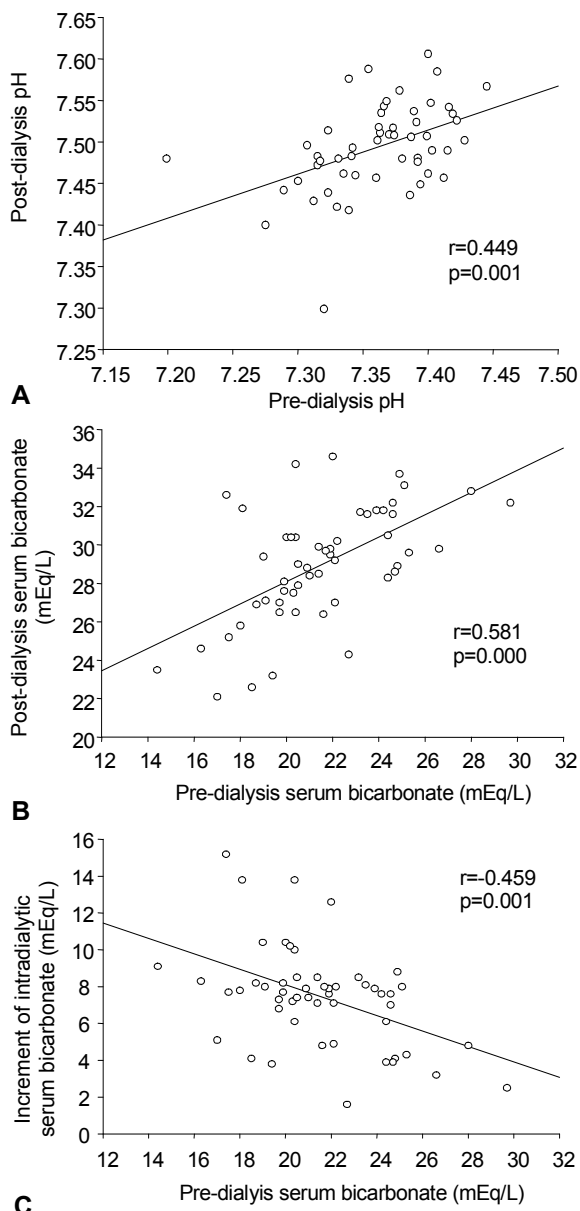 7.65
7.60
7.55
7.50
7.45
7.40
7.35
7.30
7.25
Post-dialysis pH
r=0.449
p=0.001
7.15 7.20 7.25 7.30 7.35 7.40 7.45 7.50
Pre-dialysis pH
A
36
34
32
30
28
26
24
22
20
Post-dialysis serum bicarbonate
(mEq/L)
r=0.581
p=0.000
12 14 16 18 20 22 24 26 28 30 32
Pre-dialysis serum bicarbonate (mEq/L)
B
16
14
12
10
8
6
4
2
0
Increment of intradialytic
serum bicarbonate (mEq/L)
r=-0.459
p=0.001
12 14 16 18 20 22 24 26 28 30 32
Pre-dialyis serum bicarbonate (mEq/L)
C